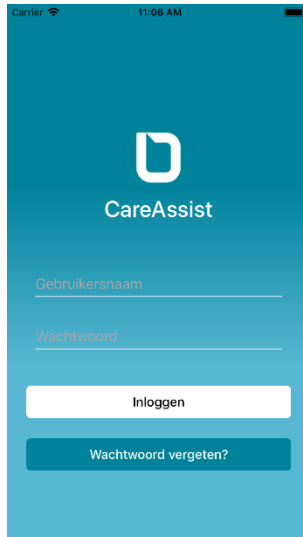 Carrier 11:06 AM
CareAssist
Gebruikersnaam
Wachtwoord
Inloggen
Wachtwoord vergeten?